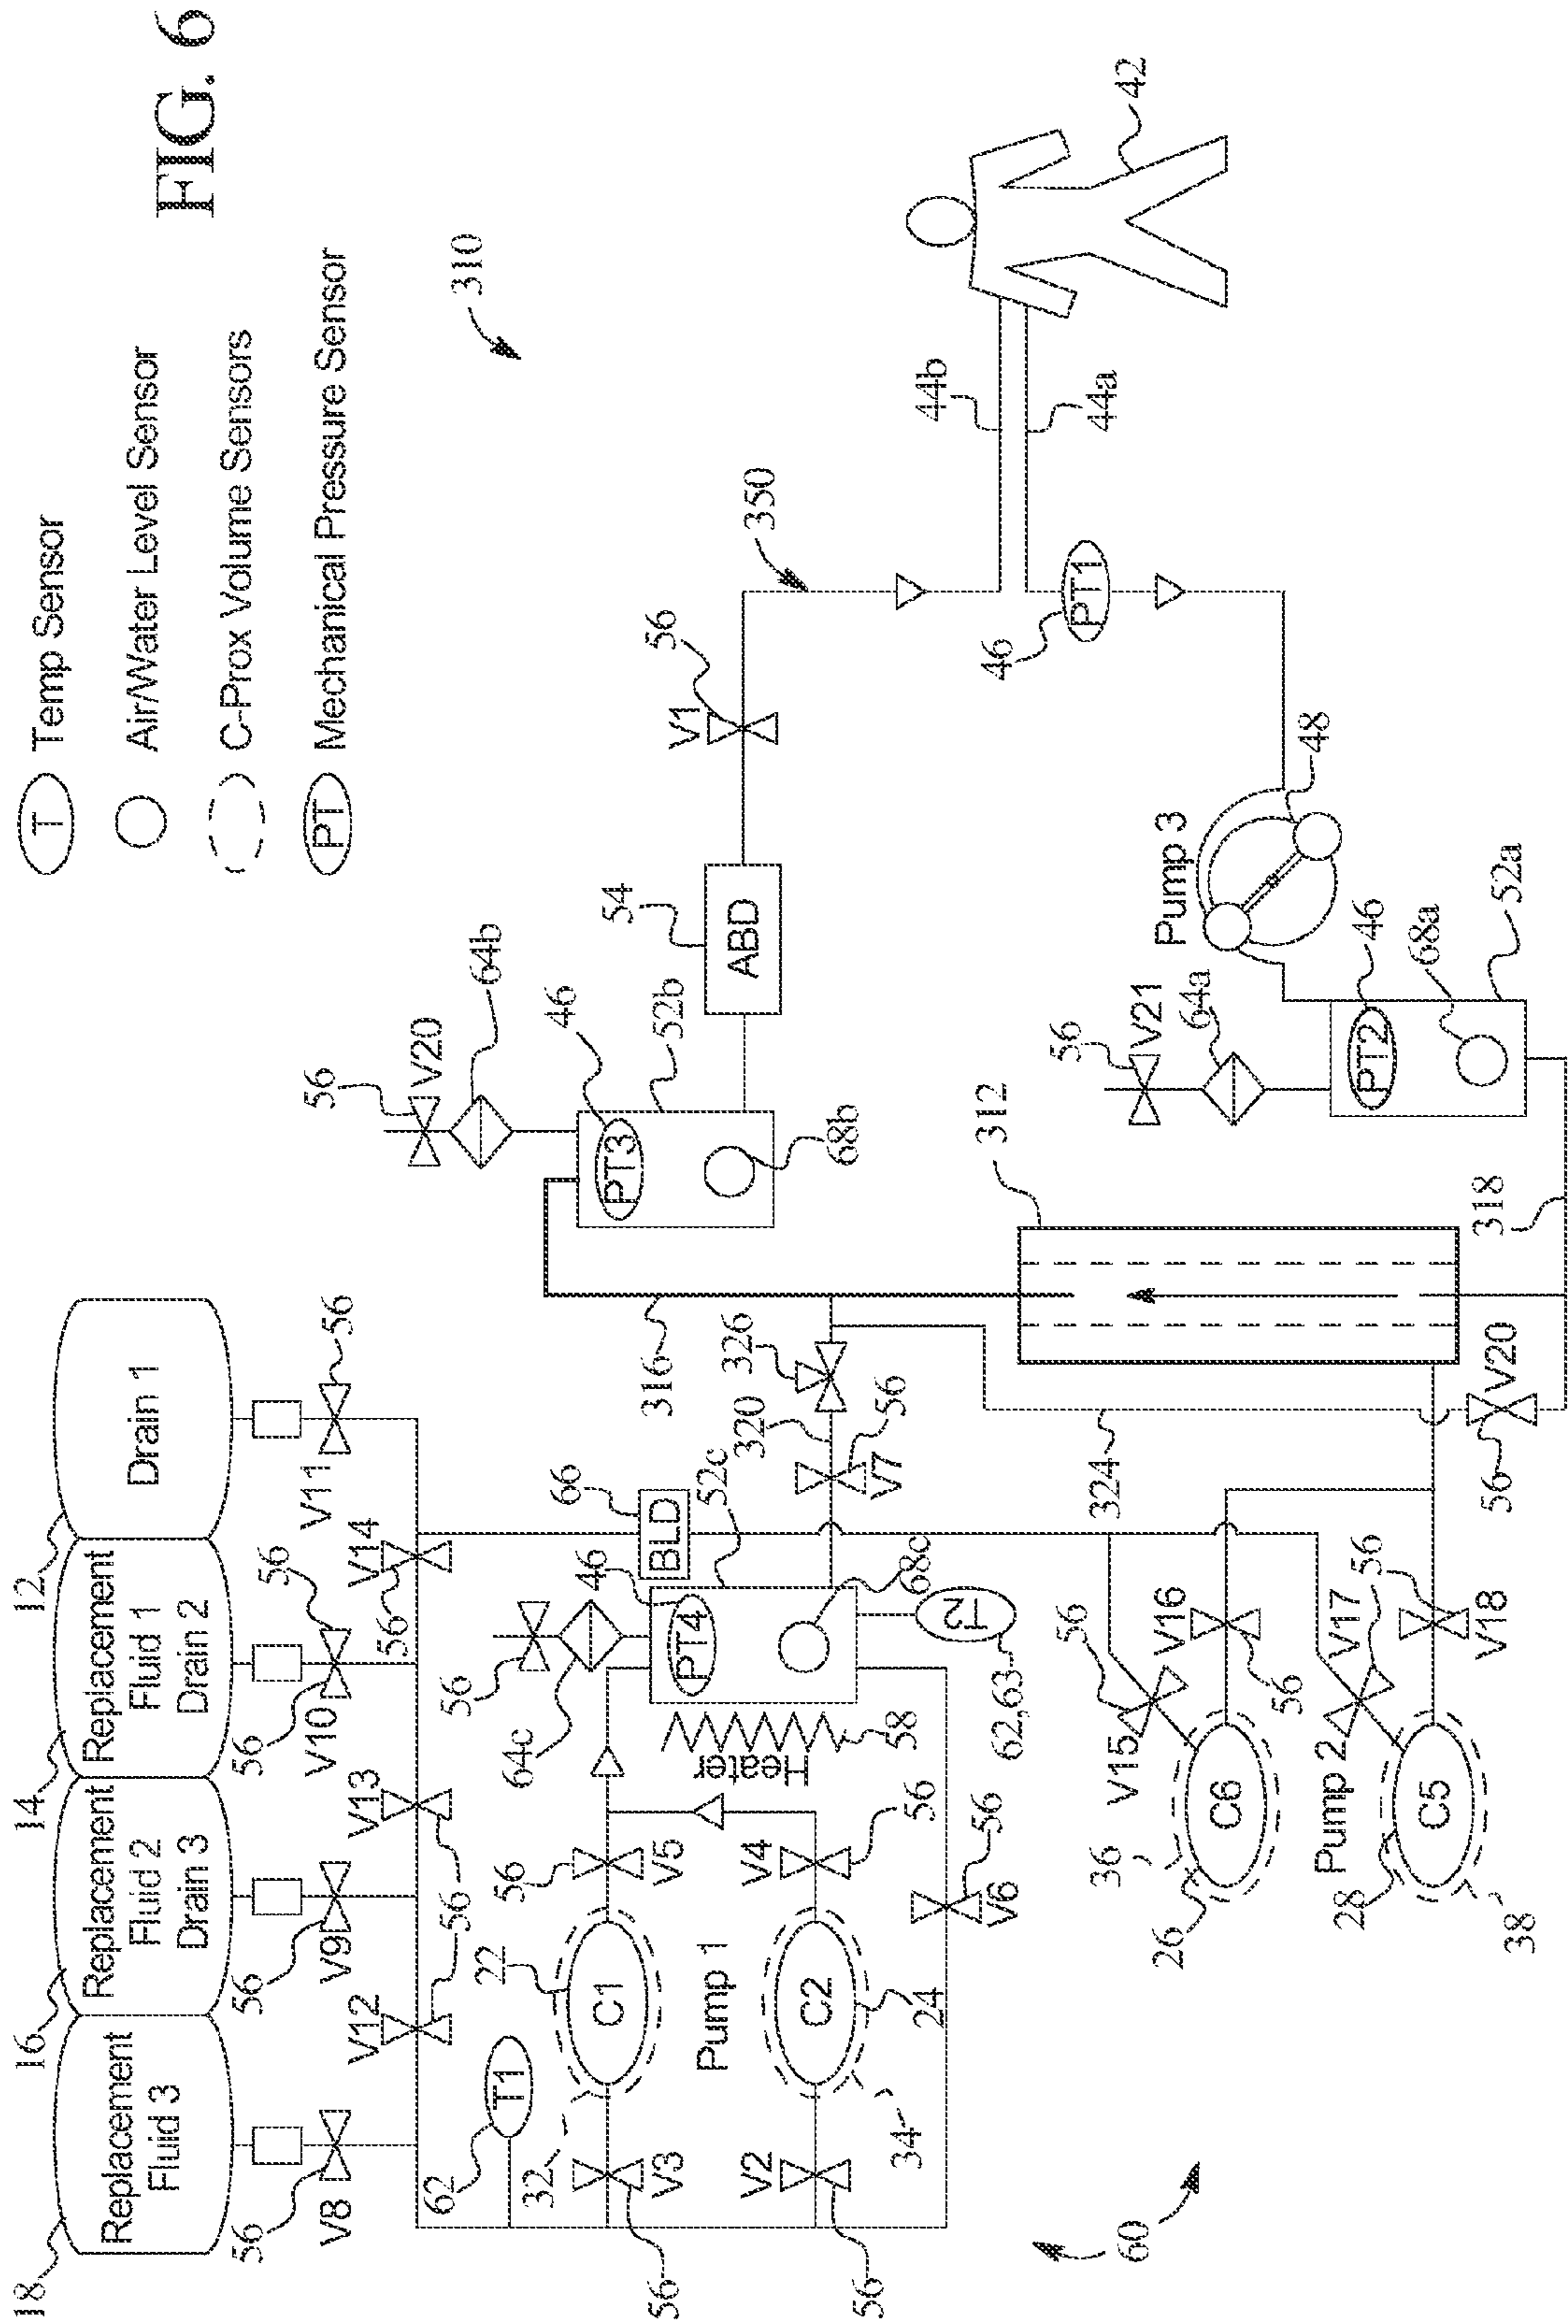 FIG. 6
T Temp Sensor
Air/Water Level Sensor
C-Prox Volume Sensors
PT Mechanical Pressure Sensor
310
18
16
14
12
Replacement
Fluid 3
Replacement
Fluid 2
Drain 3
Replacement
Fluid 1
Drain 2
Drain 1
56
56
56
56
56
V8
V9
V10
V11
V12
V13
V14
56
56
56
62
T1
32
22
C1
V3
56
V5
56
Pump 1
V2
56
34
C2
24
V4
56
V6
56
64c
56
46
PT4
52c
68c
Heater
58
T2
62,63
66
BLD
V7
56
320
326
316
324
56
V20
64b
46
PT3
52b
68b
54
ABD
V1
56
350
44b
44a
42
46
PT1
Pump 3
48
56
V21
64a
46
PT2
68a
52a
312
318
V20
56
56
V15
V16
56
36
C6
26
Pump 2
V17
56
V18
28
C5
38
60